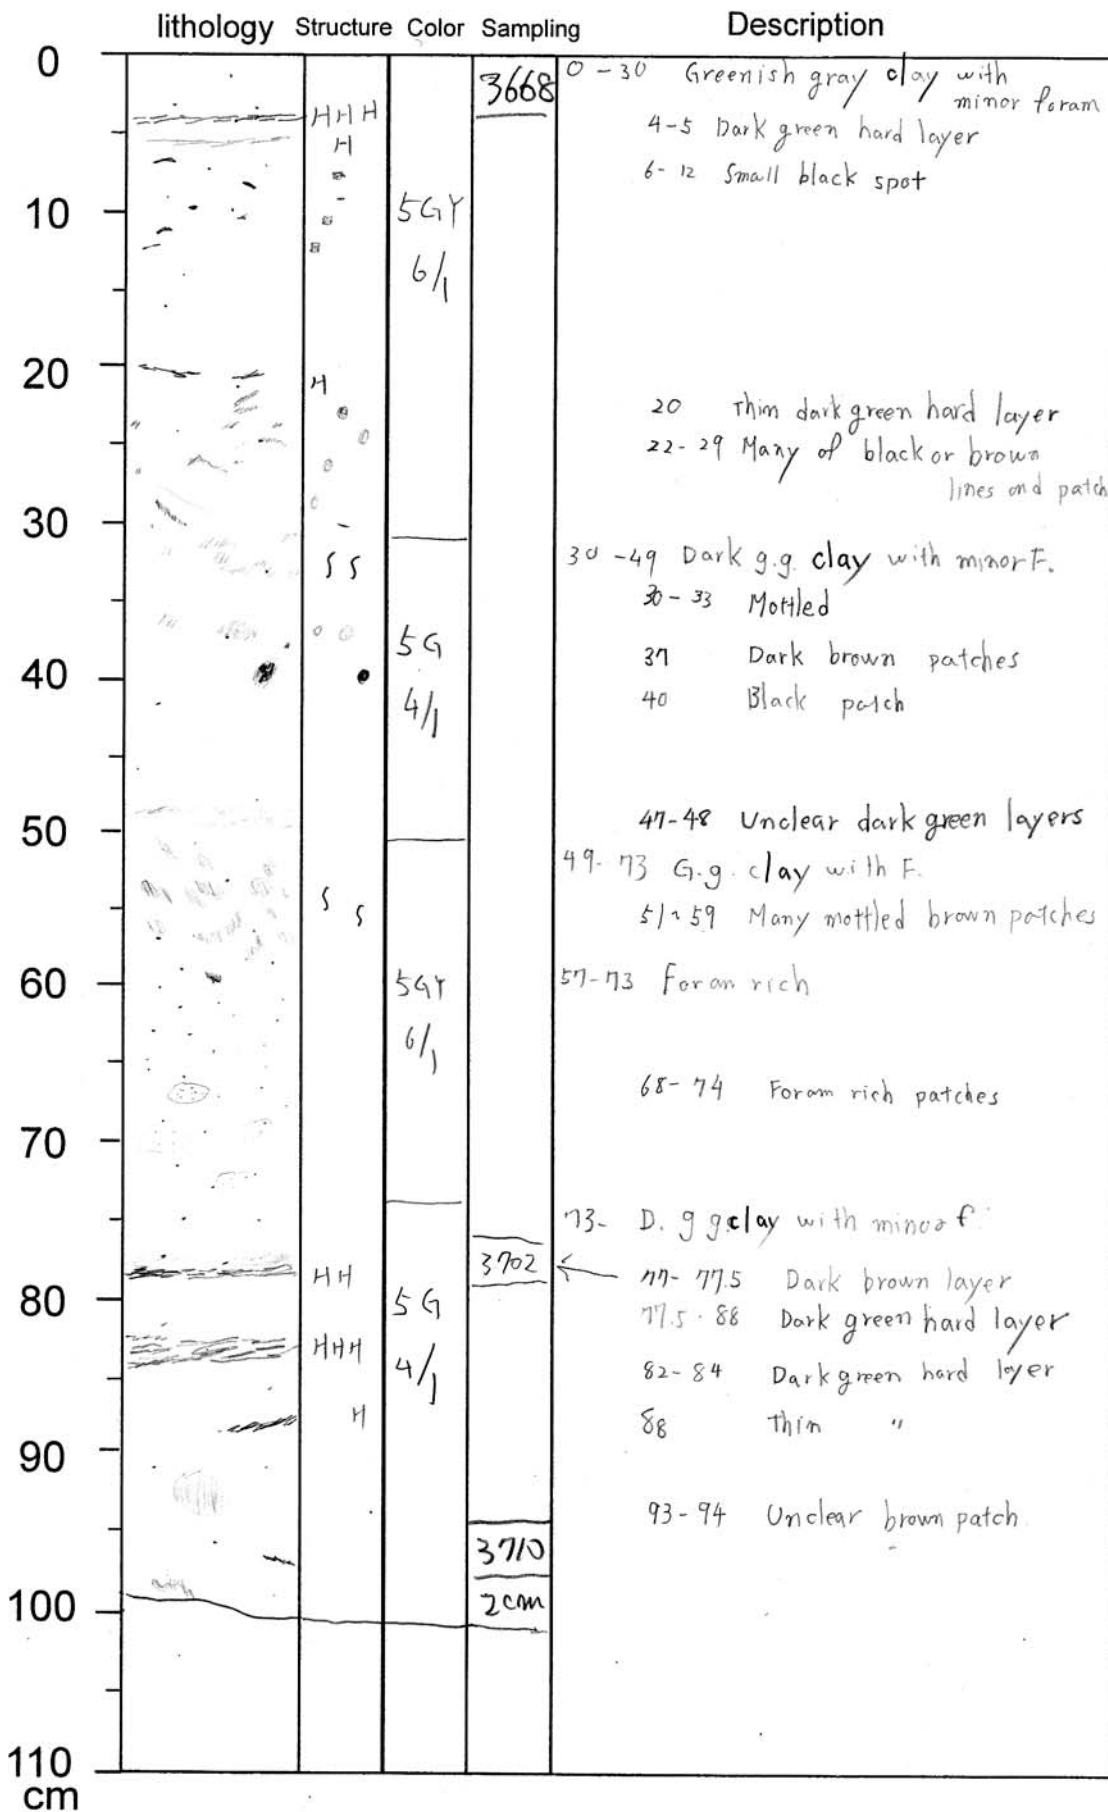 lithology Structure Color Sampling Description
0 3668 0-30 Greenish gray clay with
minor foram
HHH 4-5 Dark green hard layer
H
6-12 Small black spot
10 5GY
6/1
20 H
20 Thin dark green hard layer
22-29 Many of black or brown
lines and patch
30
SS 30-49 Dark g.g. clay with minor F.
30-33 Mottled
5G
37 Dark brown patches
40 40 Black patch
4/1
47-48 Unclear dark green layers
50
49-73 G.g. clay with F.
S S 51~59 Many mottled brown patches
60 5GY 57-73 Foram rich
6/1
68-74 Foram rich patches
70
73- D. g g. clay with minor f.
3702 ← 77-77.5 Dark brown layer
HH
80 5G 77.5-88 Dark green hard layer
HHH
4/1 82-84 Dark green hard layer
H 88 thin "
90
93-94 Unclear brown patch
3710
100 2cm
110
cm